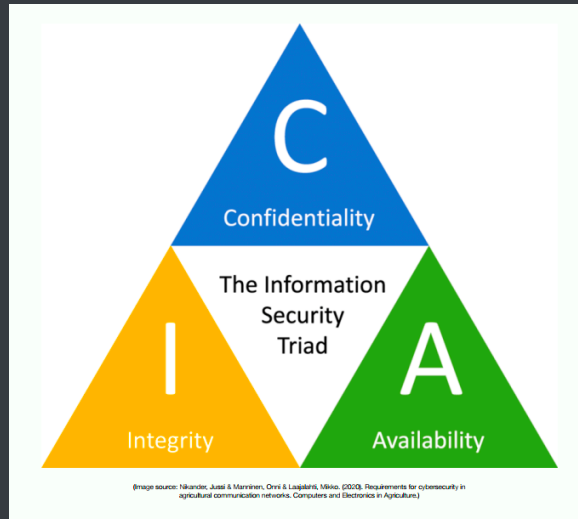 C
Confidentiality
The Information
Security
Triad
I
A
Integrity
Availability
(Image source: Nikander, Jussi & Manninen, Onni & Laajalahti, Mikko. (2020). Requirements for cybersecurity in
agricultural communication networks. Computers and Electronics in Agriculture.)